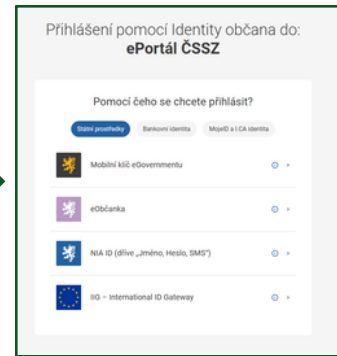 Přihlášení pomocí Identity občana do:
ePortál ČSSZ
Pomocí čeho se chcete přihlásit?
Státní prostředky Bankovní identita MojeID a I.CA identita
Mobilní klíč eGovernmentu
eObčanka
NIA ID (dříve „Jméno, Heslo, SMS")
IIG – International ID Gateway